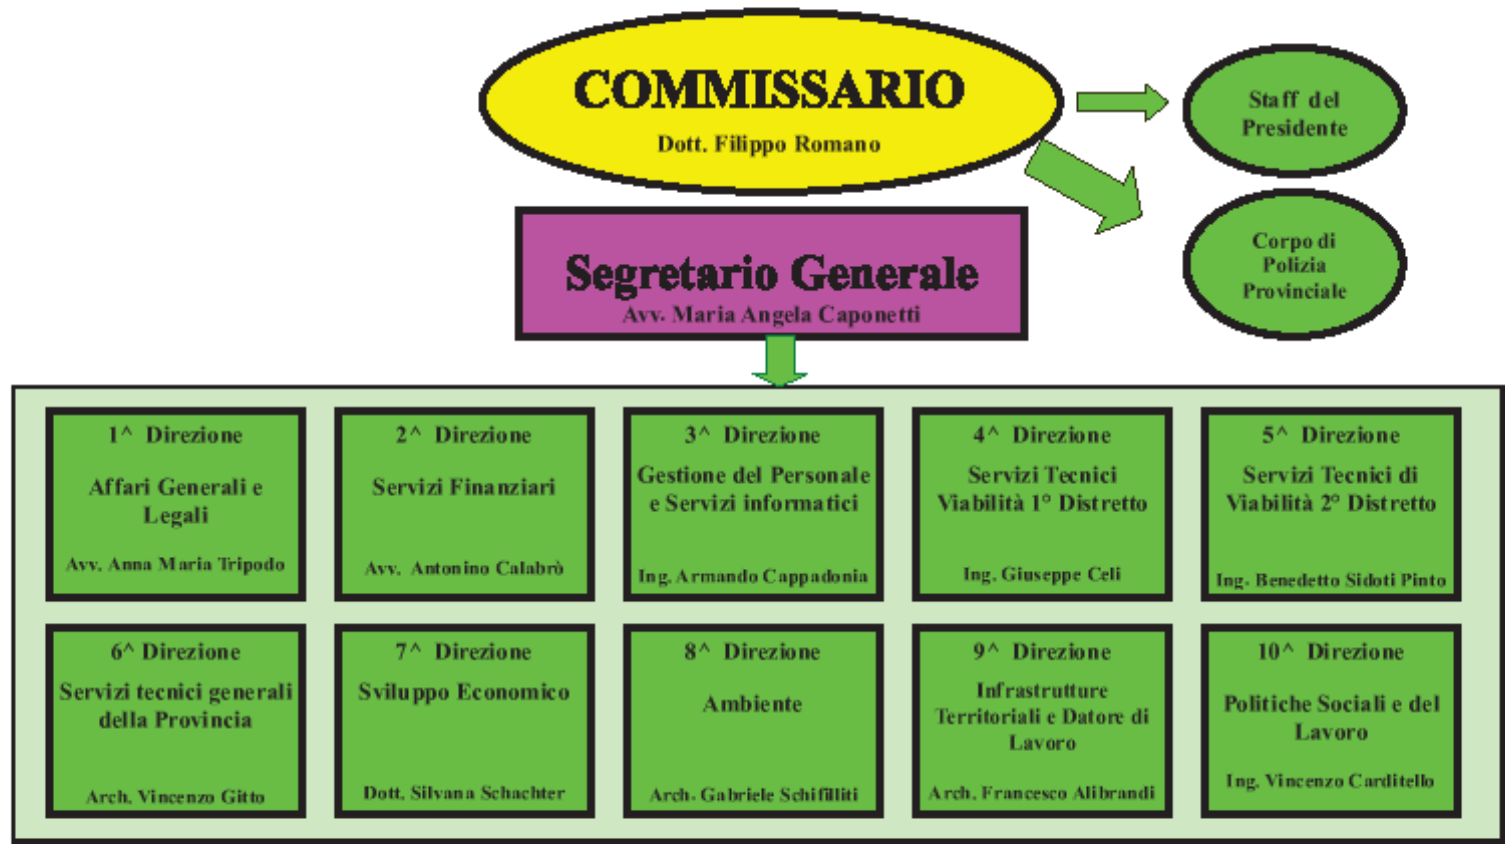 COMMISSARIO
Dott. Filippo Romano
Staff del
Presidente
Corpo di
Polizia
Provinciale
Segretario Generale
Avv. Maria Angela Caponetti
1^ Direzione
Affari Generali e
Legali
Avv. Anna Maria Tripodo
2^ Direzione
Servizi Finanziari
Avv. Antonino Calabrò
3^ Direzione
Gestione del Personale
e Servizi informatici
Ing. Armando Cappadonia
4^ Direzione
Servizi Tecnici
Viabilità 1° Distretto
Ing. Giuseppe Celi
5^ Direzione
Servizi Tecnici di
Viabilità 2° Distretto
Ing. Benedetto Sidoti Pinto
6^ Direzione
Servizi tecnici generali
della Provincia
Arch. Vincenzo Gitto
7^ Direzione
Sviluppo Economico
Dott. Silvana Schachter
8^ Direzione
Ambiente
Arch. Gabriele Schifilliti
9^ Direzione
Infrastrutture
Territoriali e Datore di
Lavoro
Arch. Francesco Alibrandi
10^ Direzione
Politiche Sociali e del
Lavoro
Ing. Vincenzo Carditello